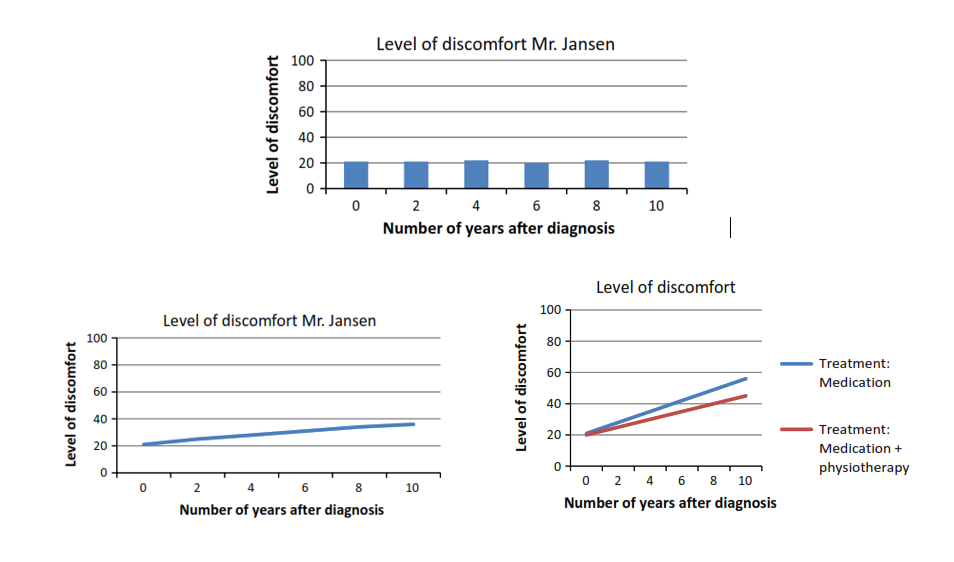 Level of discomfort Mr. Jansen
Level of discomfort
100
80
60
40
20
0
0 2 4 6 8 10
Number of years after diagnosis
Level of discomfort Mr. Jansen
Level of discomfort
100
80
60
40
20
0
0 2 4 6 8 10
Number of years after diagnosis
Level of discomfort
Level of discomfort
100
80
60
40
20
0
0 2 4 6 8 10
Number of years after diagnosis
Treatment:
Medication
Treatment:
Medication +
physiotherapy